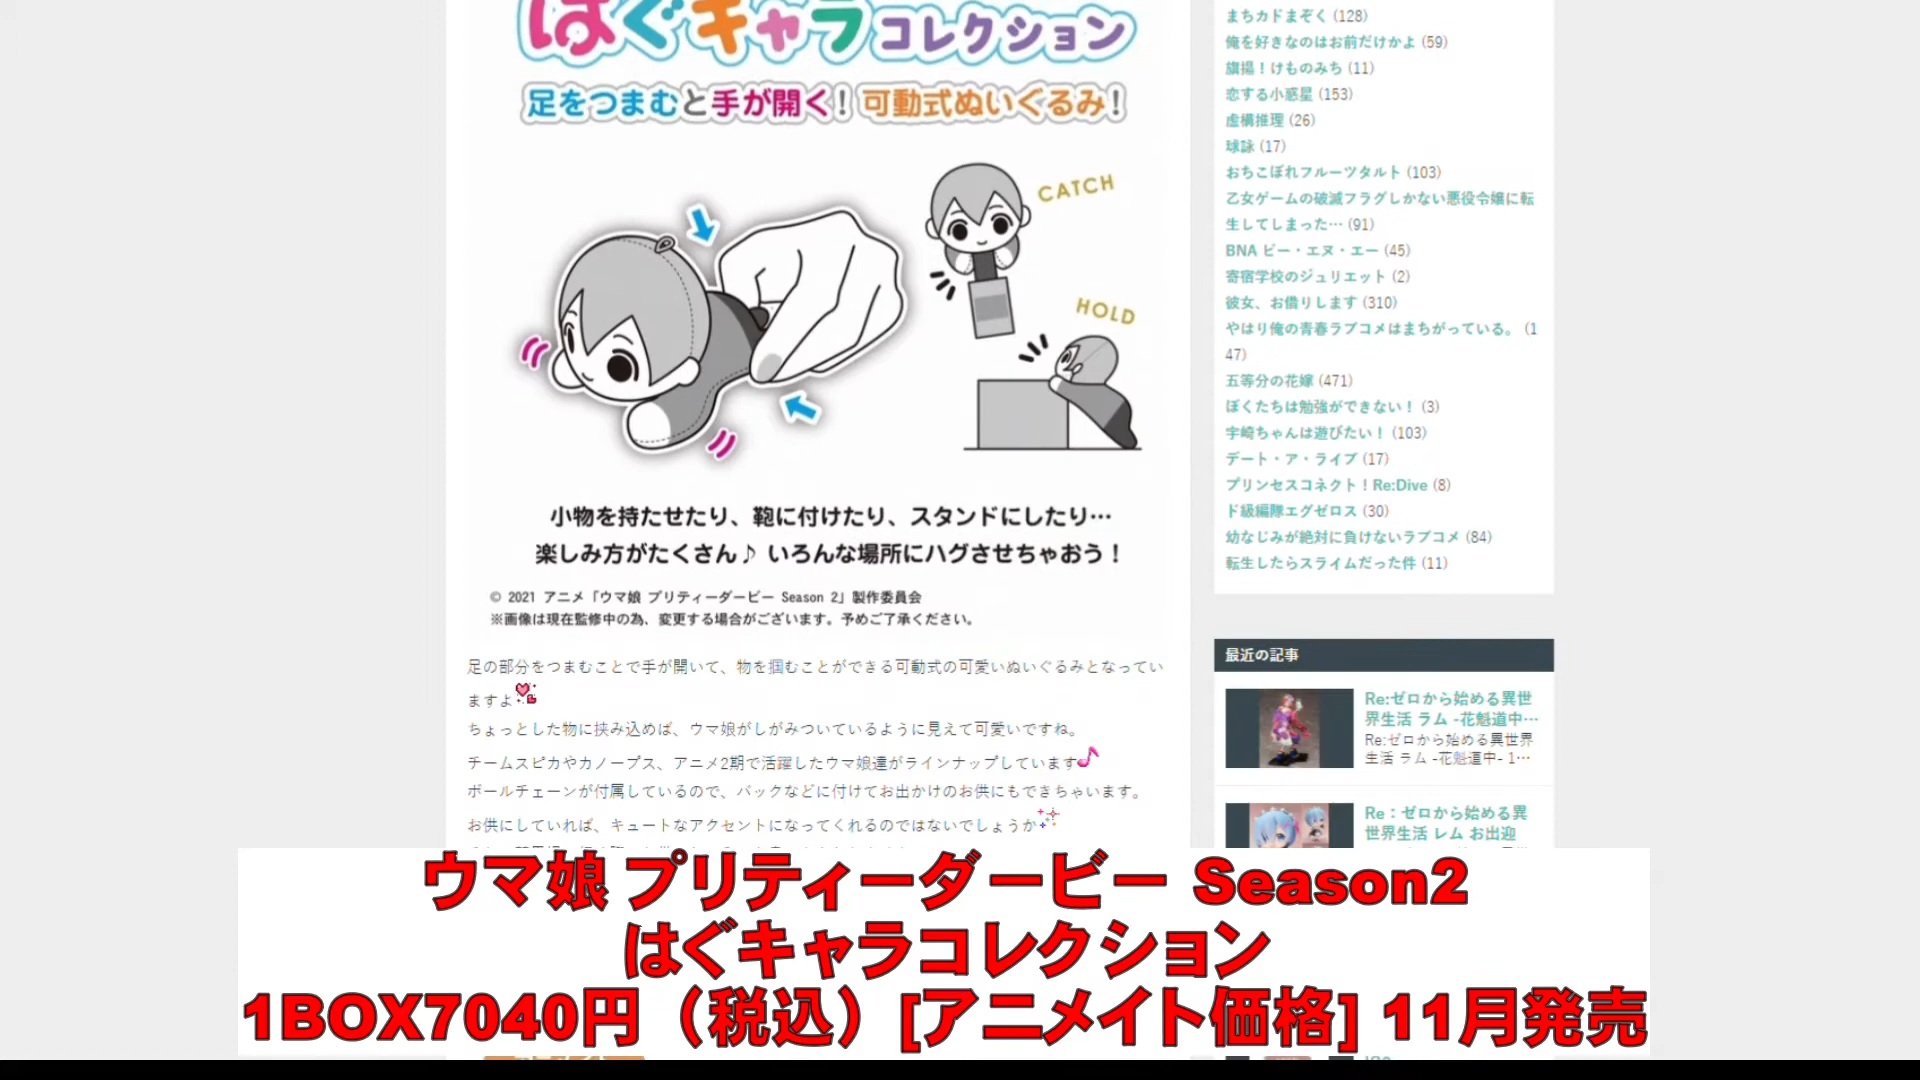 はぐキャラコレクション
足をつまむと手が開く！可動式ぬいぐるみ！
CATCH
HOLD
小物を持たせたり、鞄に付けたり、スタンドにしたり…
楽しみ方がたくさん♪ いろんな場所にハグさせちゃおう！
© 2021 アニメ「ウマ娘 プリティーダービー Season 2」製作委員会
※画像は現在監修中の為、変更する場合がございます。予めご了承ください。
足の部分をつまむことで手が開いて、物を掴むことができる可動式の可愛いぬいぐるみとなってい
ますよ
ちょっとした物に挟み込めば、ウマ娘がしがみついているように見えて可愛いですね。
チームスピカやカノープス、アニメ2期で活躍したウマ娘達がラインナップしています
ボールチェーンが付属しているので、バックなどに付けてお出かけのお供にもできちゃいます。
お供にしていれば、キュートなアクセントになってくれるのではないでしょうか
まちカドまぞく (128)
俺を好きなのはお前だけかよ (59)
旗揚！けものみち (11)
恋する小惑星 (153)
虚構推理 (26)
球詠 (17)
おちこぼれフルーツタルト (103)
乙女ゲームの破滅フラグしかない悪役令嬢に転
生してしまった… (91)
BNA ビー・エヌ・エー (45)
寄宿学校のジュリエット (2)
彼女、お借りします (310)
やはり俺の青春ラブコメはまちがっている。 (1
47)
五等分の花嫁 (471)
ぼくたちは勉強ができない！ (3)
宇崎ちゃんは遊びたい！ (103)
デート・ア・ライブ (17)
プリンセスコネクト！Re:Dive (8)
ド級編隊エグゼロス (30)
幼なじみが絶対に負けないラブコメ (84)
転生したらスライムだった件 (11)
最近の記事
Re:ゼロから始める異世
界生活 ラム -花魁道中…
Re:ゼロから始める異世界
生活 ラム -花魁道中- 1…
Re：ゼロから始める異
世界生活 レム お出迎
ウマ娘 プリティーダービー Season2
はぐキャラコレクション
1BOX7040円（税込）[アニメイト価格] 11月発売